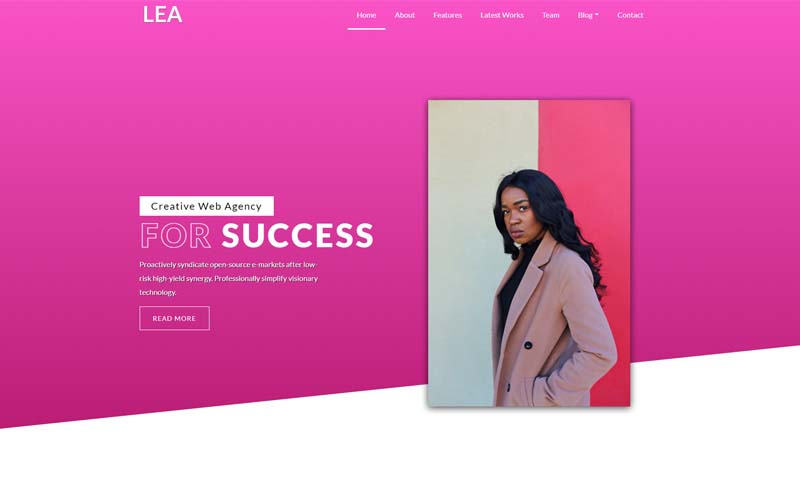 LEA
Home About Features Latest Works Team Blog Contact
Creative Web Agency
FOR SUCCESS
Proactively syndicate open-source e-markets after low-
risk high-yield synergy. Professionally simplify visionary
technology.
READ MORE